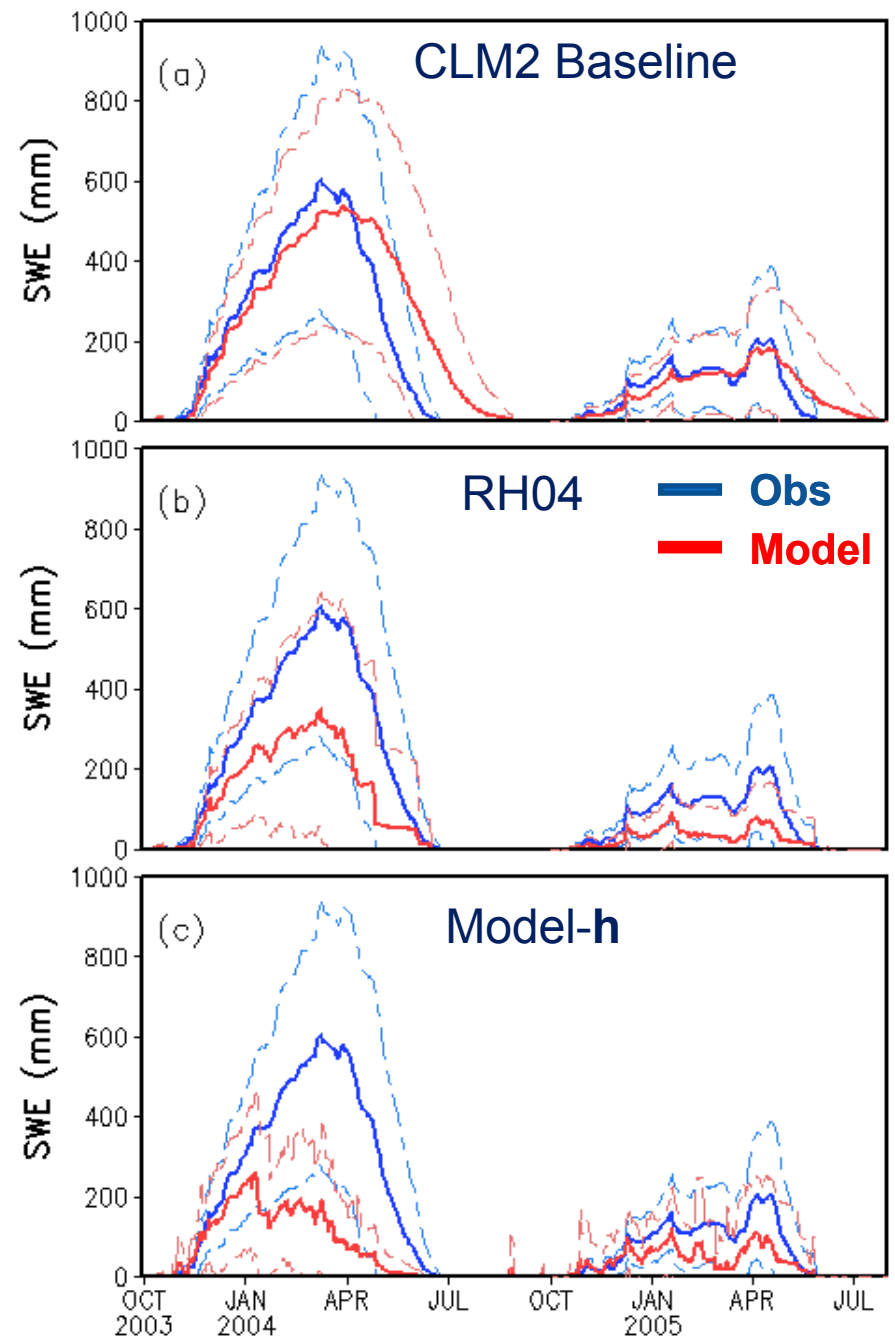 (a)
CLM2 Baseline
SWE (mm)
1000
800
600
400
200
0
(b)
RH04
Obs
Model
SWE (mm)
1000
800
600
400
200
0
(c)
Model-h
SWE (mm)
1000
800
600
400
200
0
OCT JAN APR JUL OCT JAN APR JUL
2003 2004 2005